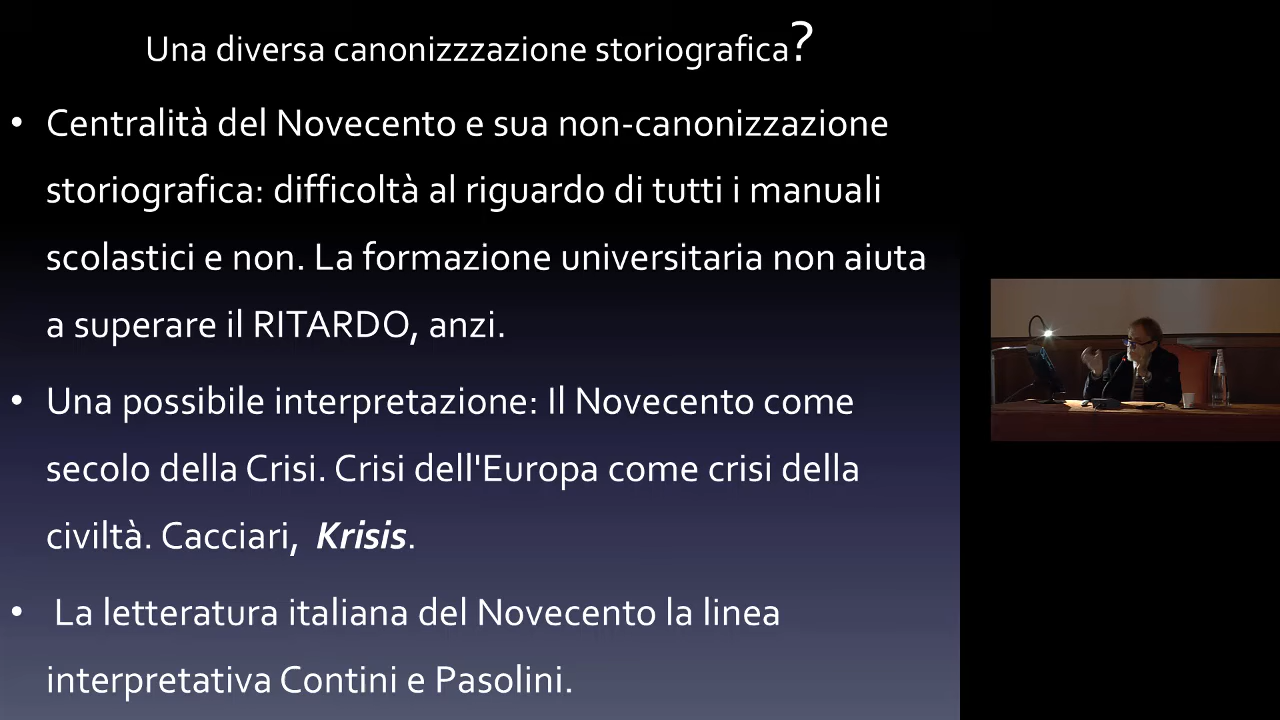 Una diversa canonizzzazione storiografica?
• Centralità del Novecento e sua non-canonizzazione
storiografica: difficoltà al riguardo di tutti i manuali
scolastici e non. La formazione universitaria non aiuta
a superare il RITARDO, anzi.
• Una possibile interpretazione: Il Novecento come
secolo della Crisi. Crisi dell'Europa come crisi della
civiltà. Cacciari, Krisis.
• La letteratura italiana del Novecento la linea
interpretativa Contini e Pasolini.